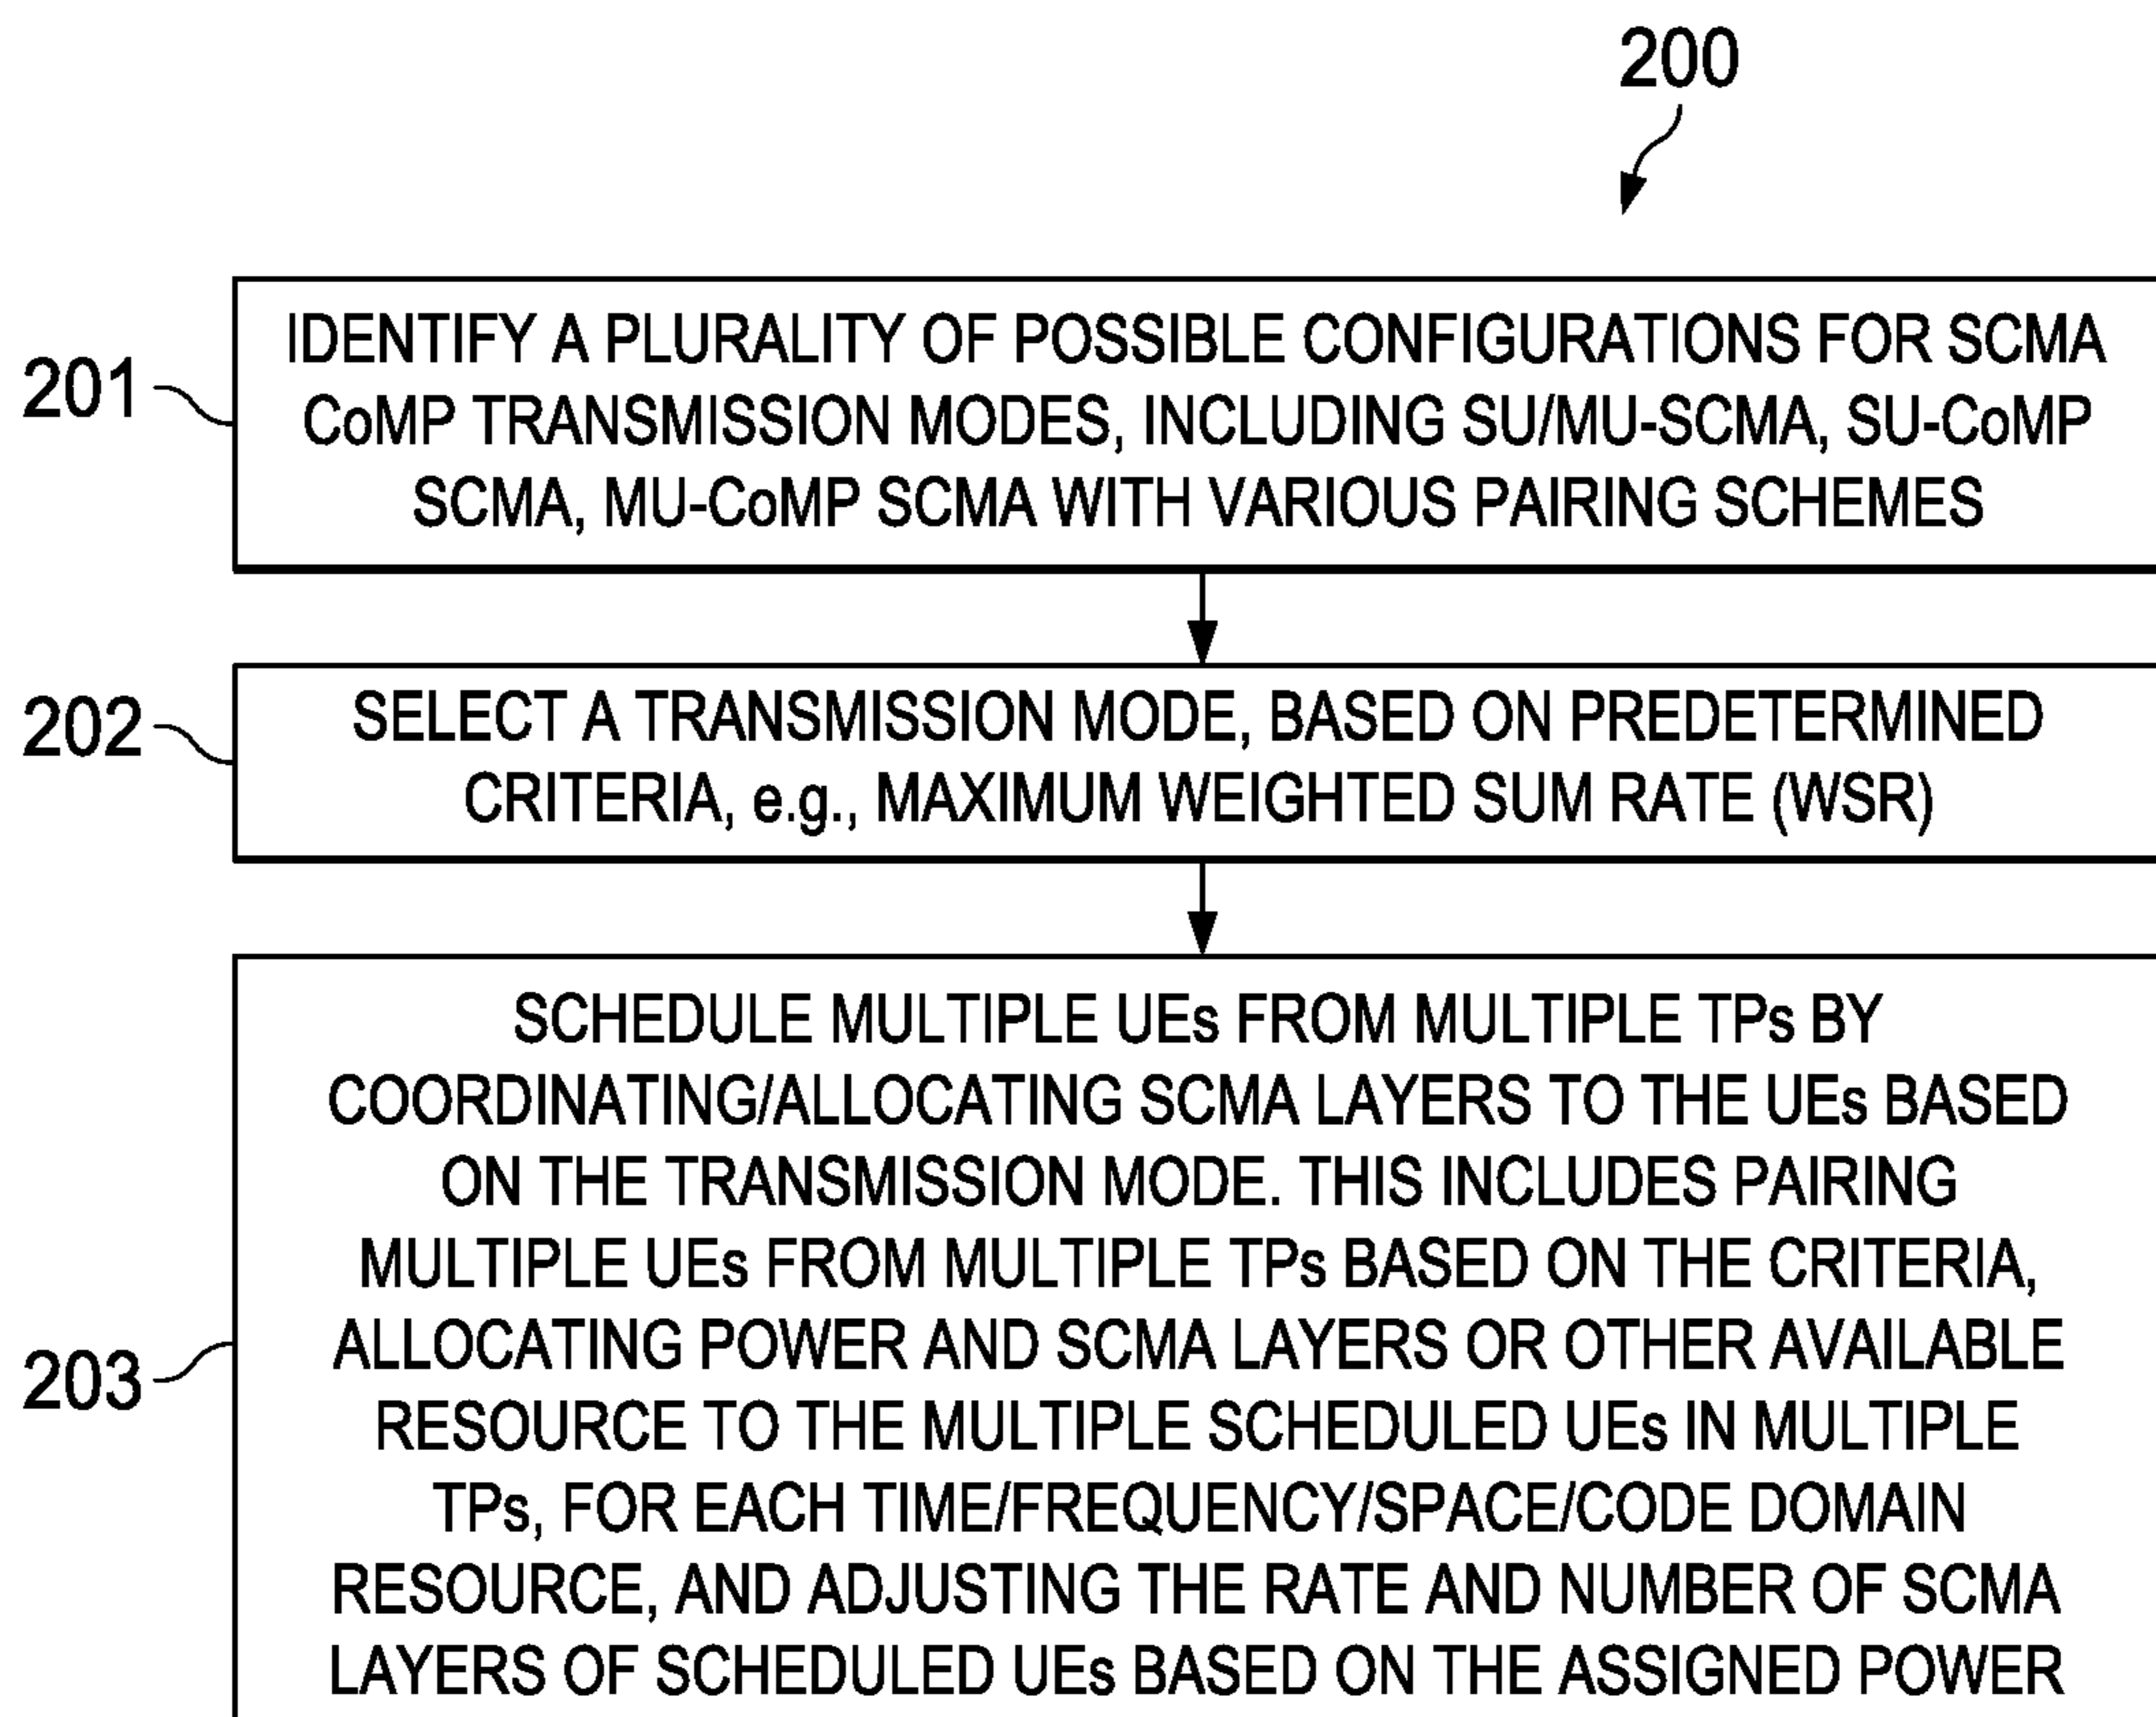 200
201
IDENTIFY A PLURALITY OF POSSIBLE CONFIGURATIONS FOR SCMA
CoMP TRANSMISSION MODES, INCLUDING SU/MU-SCMA, SU-CoMP
SCMA, MU-CoMP SCMA WITH VARIOUS PAIRING SCHEMES
202
SELECT A TRANSMISSION MODE, BASED ON PREDETERMINED
CRITERIA, e.g., MAXIMUM WEIGHTED SUM RATE (WSR)
203
SCHEDULE MULTIPLE UEs FROM MULTIPLE TPs BY
COORDINATING/ALLOCATING SCMA LAYERS TO THE UEs BASED
ON THE TRANSMISSION MODE. THIS INCLUDES PAIRING
MULTIPLE UEs FROM MULTIPLE TPs BASED ON THE CRITERIA,
ALLOCATING POWER AND SCMA LAYERS OR OTHER AVAILABLE
RESOURCE TO THE MULTIPLE SCHEDULED UEs IN MULTIPLE
TPs, FOR EACH TIME/FREQUENCY/SPACE/CODE DOMAIN
RESOURCE, AND ADJUSTING THE RATE AND NUMBER OF SCMA
LAYERS OF SCHEDULED UEs BASED ON THE ASSIGNED POWER